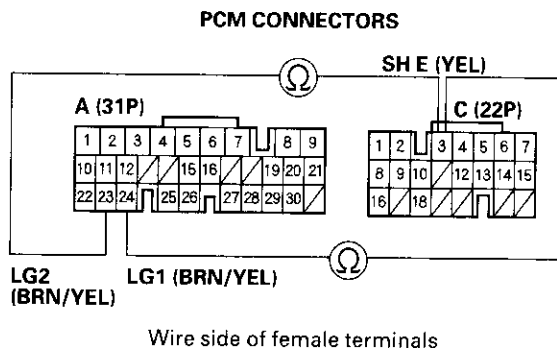 PCM CONNECTORS
SH E (YEL)
Ω
A (31P)
C (22P)
1 2 3 4 5 6 7 8 9
1 2 3 4 5 6 7
10 11 12 15 16 19 20 21
8 9 10 12 13 14 15
22 23 24 25 26 27 28 29 30
16 18
Ω
LG2
(BRN/YEL)
LG1 (BRN/YEL)
Wire side of female terminals